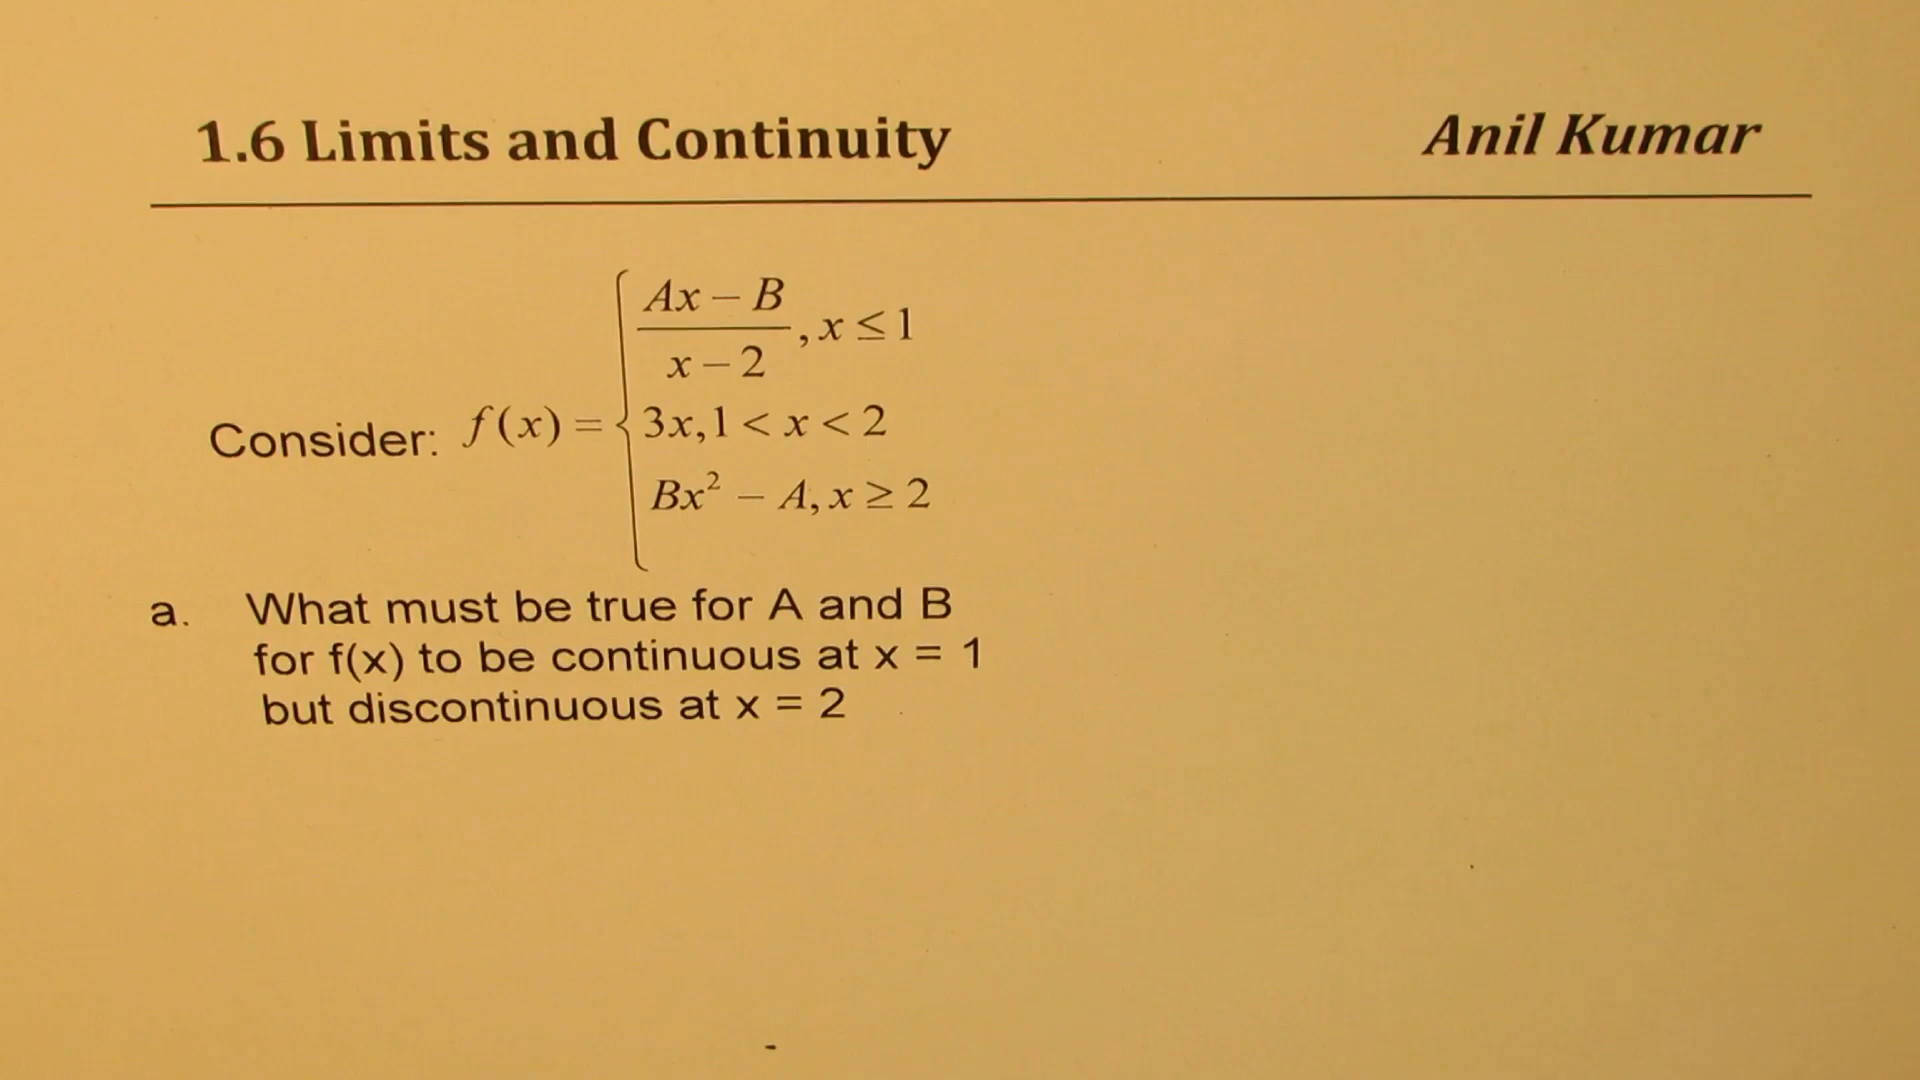 1.6 Limits and Continuity Anil Kumar
Consider: f(x) = { (Ax − B)/(x − 2), x ≤ 1
3x, 1 < x < 2
Bx² − A, x ≥ 2
a. What must be true for A and B
for f(x) to be continuous at x = 1
but discontinuous at x = 2